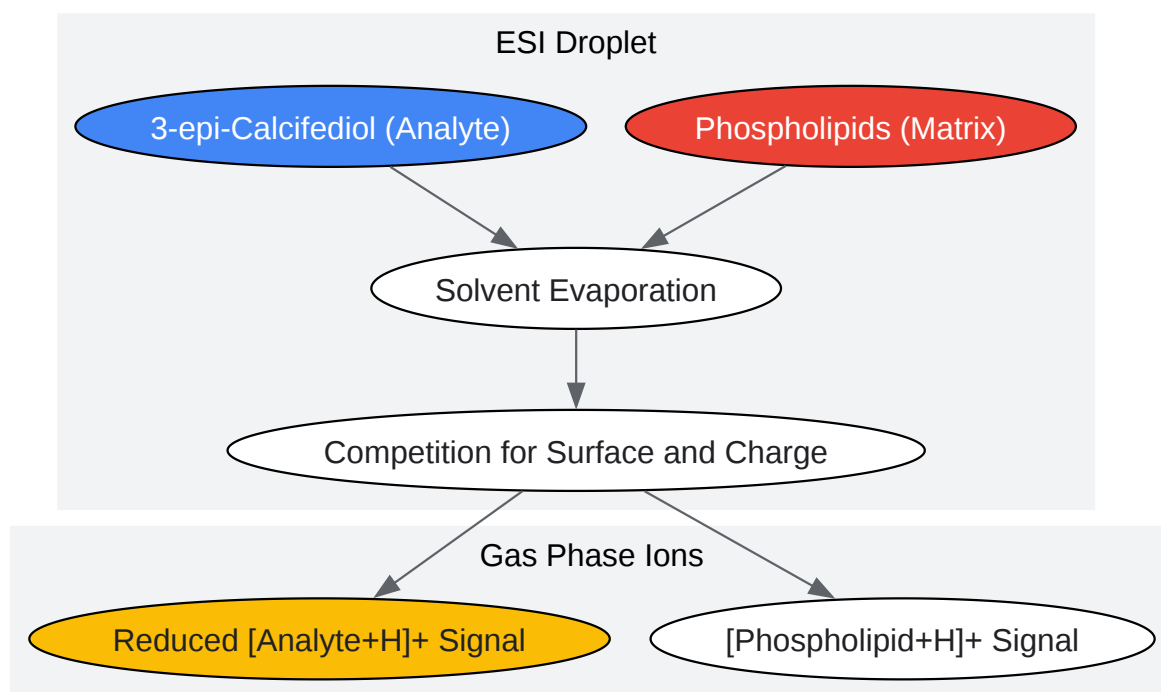 ESI Droplet
3-epi-Calcifediol (Analyte)
Phospholipids (Matrix)
Solvent Evaporation
Competition for Surface and Charge
Gas Phase Ions
Reduced [Analyte+H]+ Signal
[Phospholipid+H]+ Signal